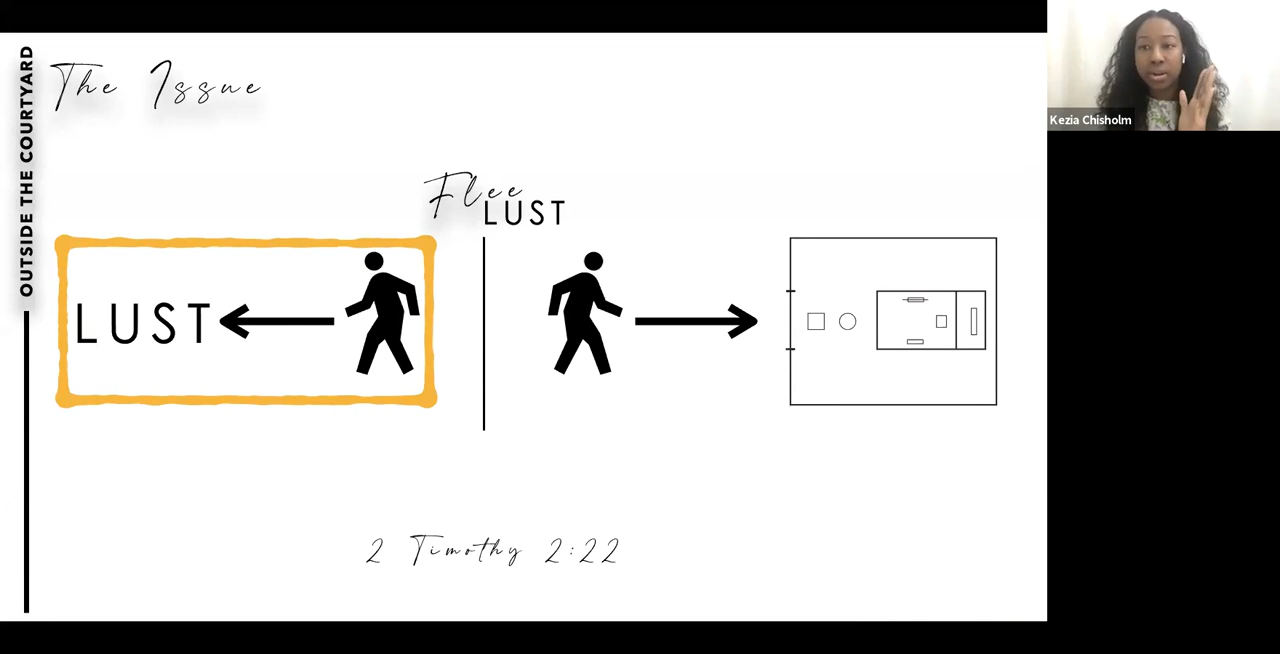 OUTSIDE THE COURTYARD
The Issue
Flee
LUST
LUST
2 Timothy 2:22
Kezia Chisholm